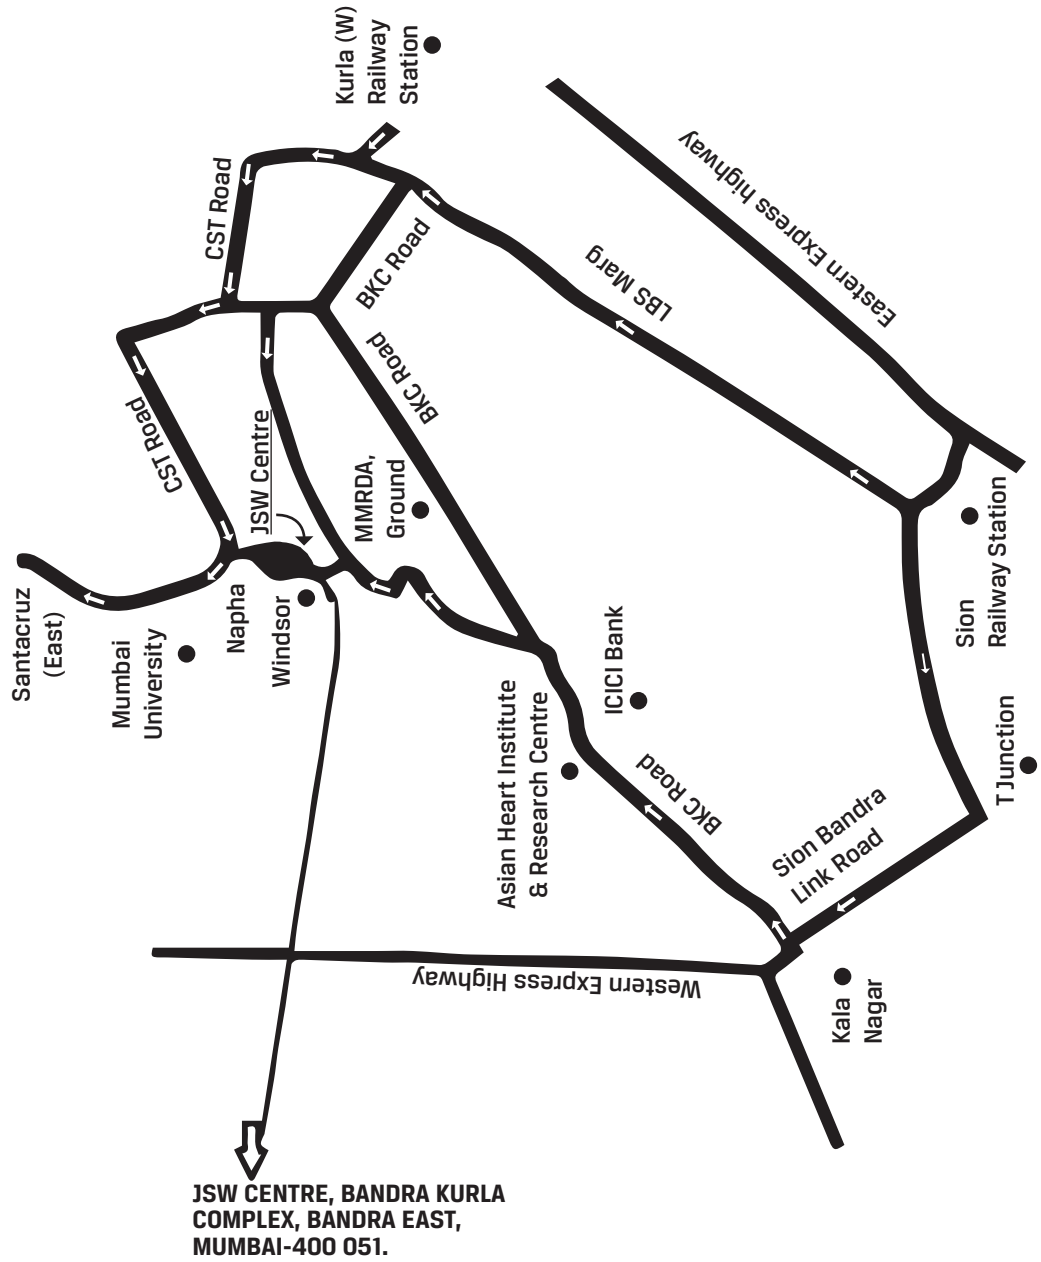 Kurla (W)
Railway
Station
CST Road
Eastern Express highway
BKC Road
LBS Marg
BKC Road
CST Road
JSW Centre
MMRDA,
Ground
Santacruz
(East)
Mumbai
University
Napha
Windsor
Sion
Railway Station
ICICI Bank
Asian Heart Institute
& Research Centre
T Junction
BKC Road
Sion Bandra
Link Road
Western Express Highway
Kala
Nagar
JSW CENTRE, BANDRA KURLA
COMPLEX, BANDRA EAST,
MUMBAI-400 051.